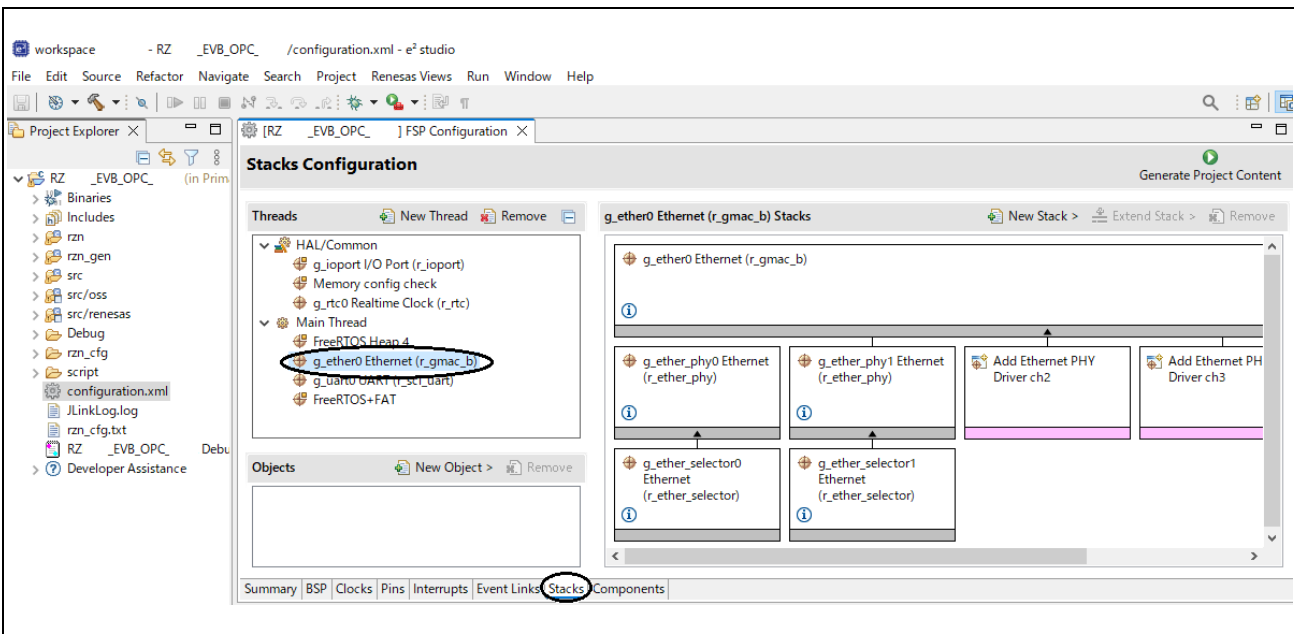 workspace - RZ _EVB_OPC_ /configuration.xml - e² studio
File Edit Source Refactor Navigate Search Project Renesas Views Run Window Help
Project Explorer
[RZ _EVB_OPC_ ] FSP Configuration
RZ _EVB_OPC_ (in Prim
Binaries
Includes
rzn
rzn_gen
src
src/oss
src/renesas
Debug
rzn_cfg
script
configuration.xml
JLinkLog.log
rzn_cfg.txt
RZ _EVB_OPC_ Debu
Developer Assistance
Stacks Configuration
Generate Project Content
Threads New Thread Remove
HAL/Common
g_ioport I/O Port (r_ioport)
Memory config check
g_rtc0 Realtime Clock (r_rtc)
Main Thread
FreeRTOS Heap 4
g_ether0 Ethernet (r_gmac_b)
g_uart0 UART (r_sci_uart)
FreeRTOS+FAT
Objects New Object > Remove
g_ether0 Ethernet (r_gmac_b) Stacks New Stack > Extend Stack > Remove
g_ether0 Ethernet (r_gmac_b)
g_ether_phy0 Ethernet
(r_ether_phy)
g_ether_phy1 Ethernet
(r_ether_phy)
Add Ethernet PHY
Driver ch2
Add Ethernet PH
Driver ch3
g_ether_selector0
Ethernet
(r_ether_selector)
g_ether_selector1
Ethernet
(r_ether_selector)
Summary BSP Clocks Pins Interrupts Event Links Stacks Components